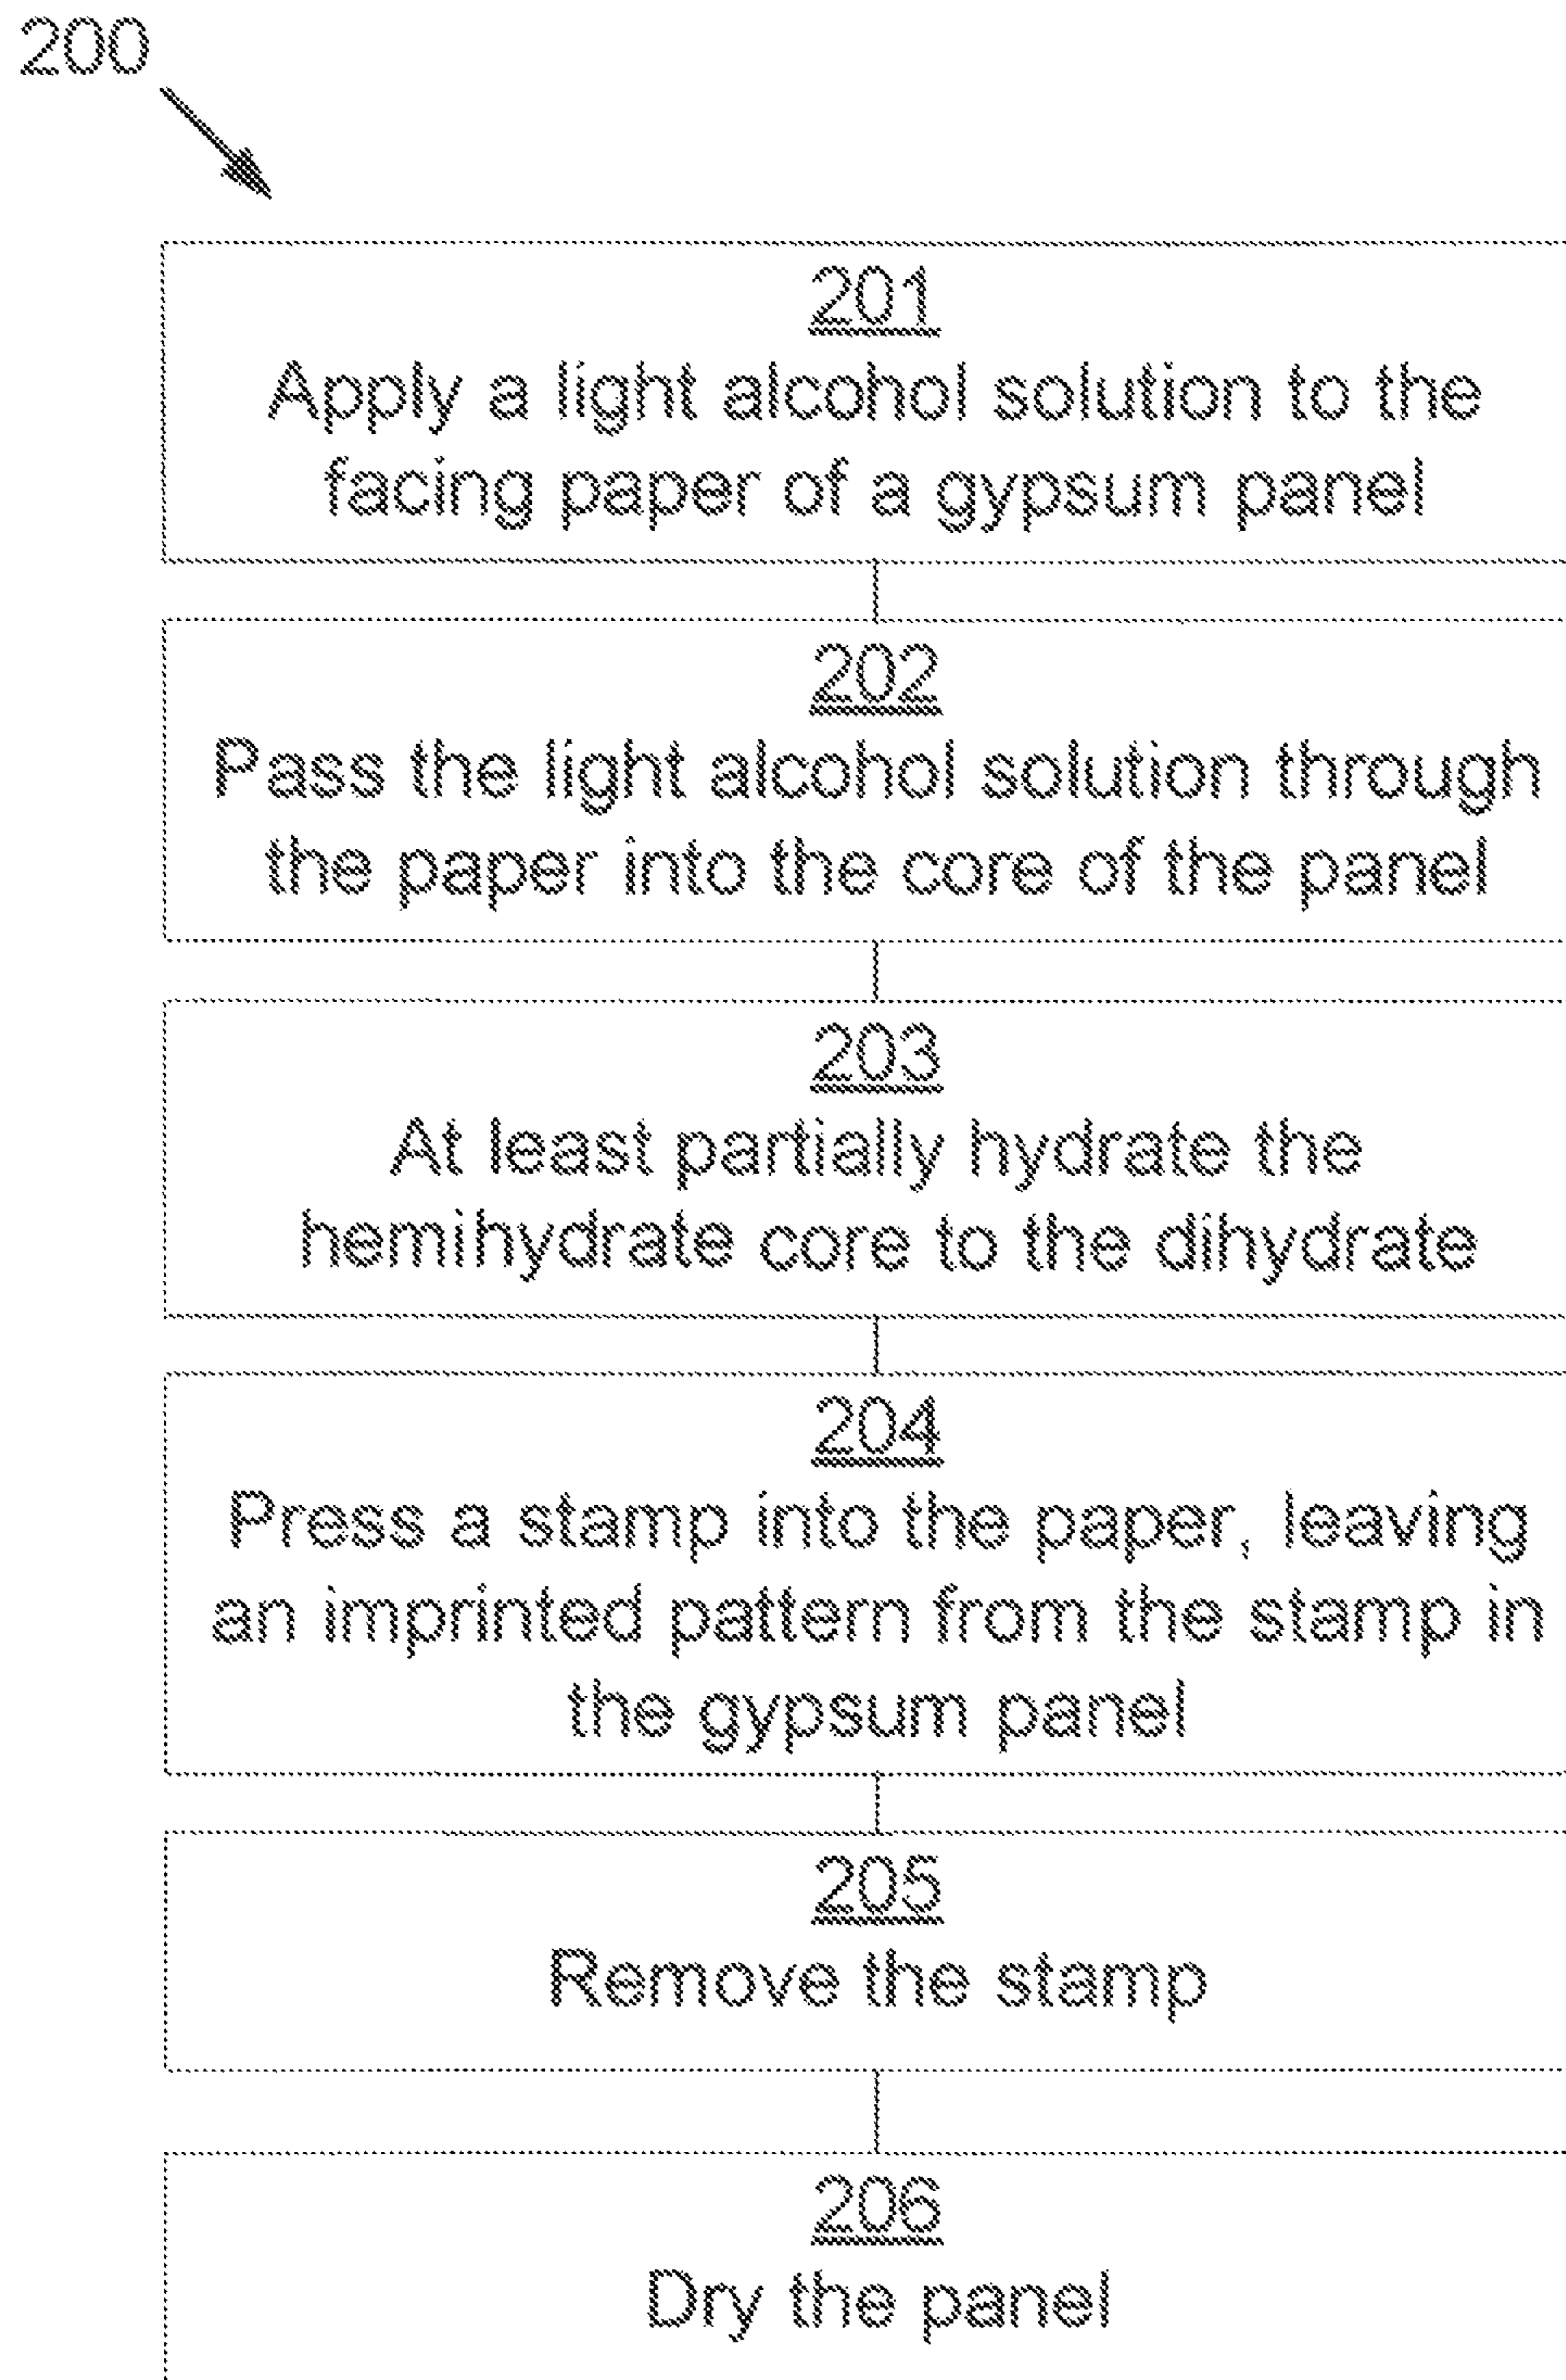 200
201
Apply a light alcohol solution to the
facing paper of a gypsum panel
202
Pass the light alcohol solution through
the paper into the core of the panel
203
At least partially hydrate the
hemihydrate core to the dihydrate
204
Press a stamp into the paper, leaving
an imprinted pattern from the stamp in
the gypsum panel
205
Remove the stamp
206
Dry the panel